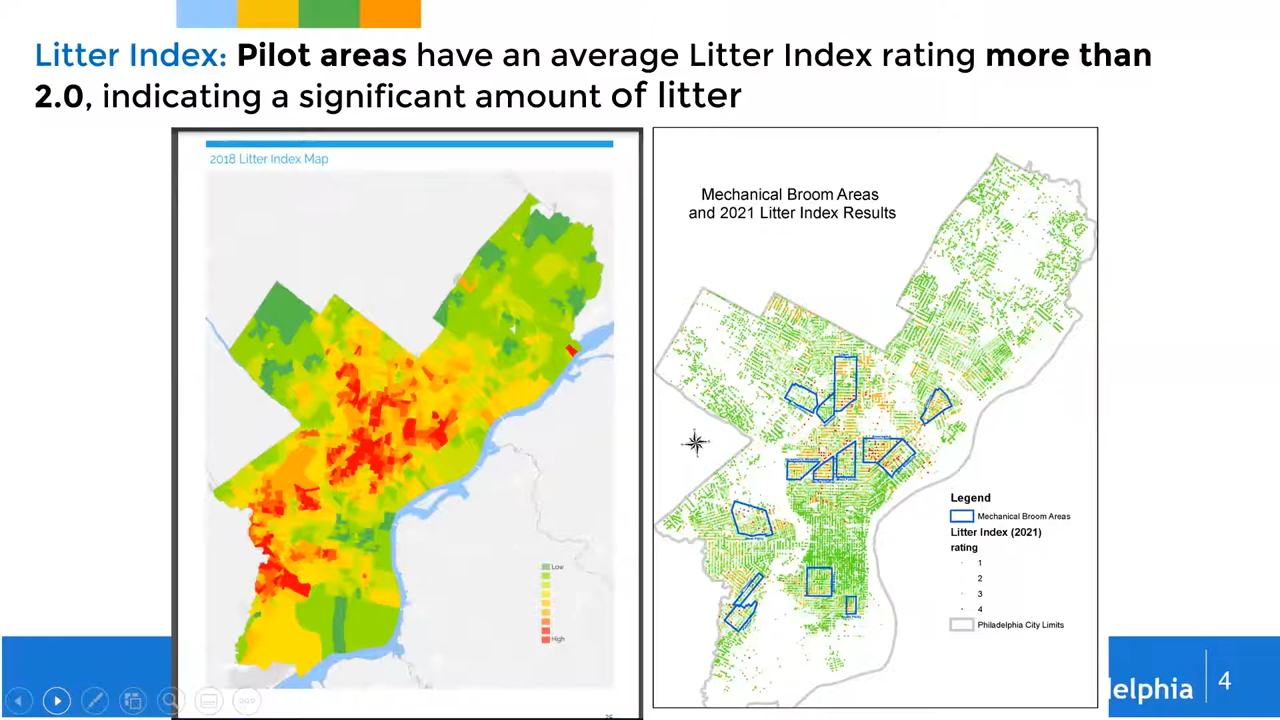 Litter Index: Pilot areas have an average Litter Index rating more than
2.0, indicating a significant amount of litter
2018 Litter Index Map
Low
High
Mechanical Broom Areas
and 2021 Litter Index Results
Legend
Mechanical Broom Areas
Litter Index (2021)
rating
1
2
3
4
Philadelphia City Limits
elphia
4